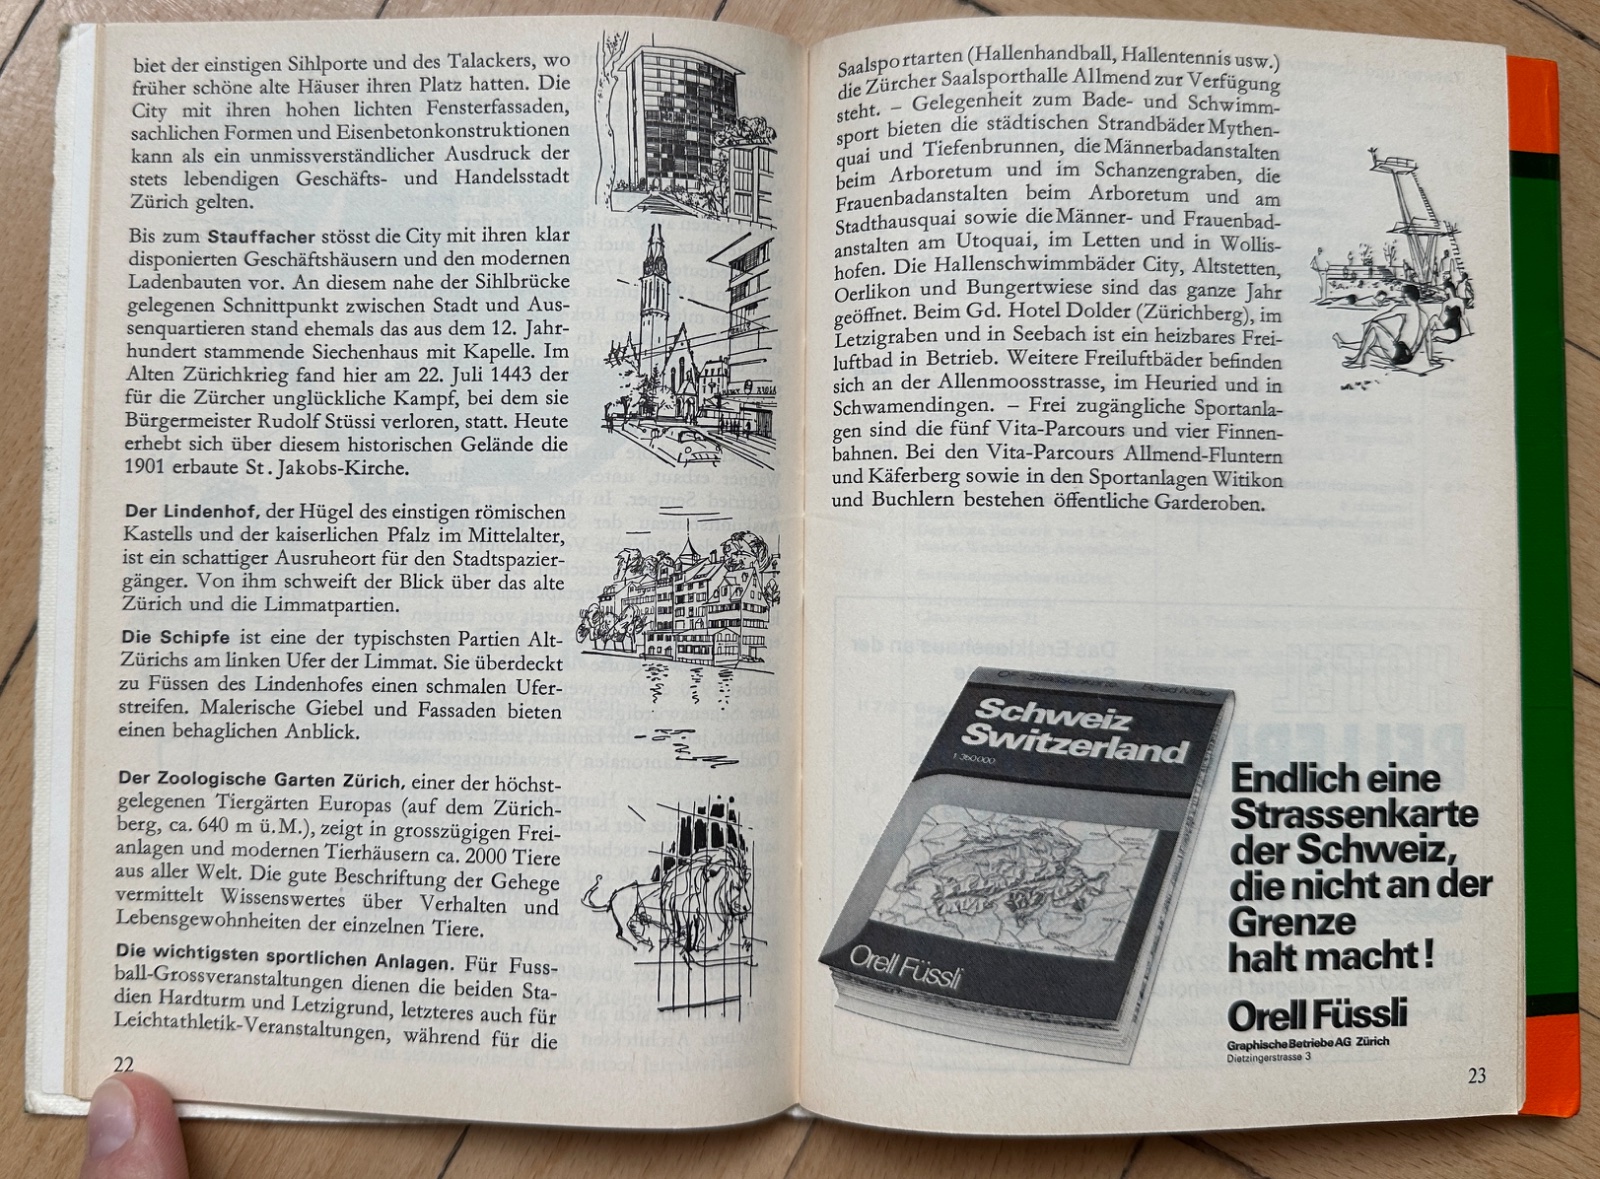 biet der einstigen Sihlporte und des Talackers, wo
früher schöne alte Häuser ihren Platz hatten. Die
City mit ihren hohen lichten Fensterfassaden,
sachlichen Formen und Eisenbetonkonstruktionen
kann als ein unmissverständlicher Ausdruck der
stets lebendigen Geschäfts- und Handelsstadt
Zürich gelten.
Bis zum Stauffacher stösst die City mit ihren klar
disponierten Geschäftshäusern und den modernen
Ladenbauten vor. An diesem nahe der Sihlbrücke
gelegenen Schnittpunkt zwischen Stadt und Aus-
senquartieren stand ehemals das aus dem 12. Jahr-
hundert stammende Siechenhaus mit Kapelle. Im
Alten Zürichkrieg fand hier am 22. Juli 1443 der
für die Zürcher unglückliche Kampf, bei dem sie
Bürgermeister Rudolf Stüssi verloren, statt. Heute
erhebt sich über diesem historischen Gelände die
1901 erbaute St. Jakobs-Kirche.
Der Lindenhof, der Hügel des einstigen römischen
Kastells und der kaiserlichen Pfalz im Mittelalter,
ist ein schattiger Ausruheort für den Stadtspazier-
gänger. Von ihm schweift der Blick über das alte
Zürich und die Limmatpartien.
Die Schipfe ist eine der typischsten Partien Alt-
Zürichs am linken Ufer der Limmat. Sie überdeckt
zu Füssen des Lindenhofes einen schmalen Ufer-
streifen. Malerische Giebel und Fassaden bieten
einen behaglichen Anblick.
Der Zoologische Garten Zürich, einer der höchst-
gelegenen Tiergärten Europas (auf dem Zürich-
berg, ca. 640 m ü.M.), zeigt in grosszügigen Frei-
anlagen und modernen Tierhäusern ca. 2000 Tiere
aus aller Welt. Die gute Beschriftung der Gehege
vermittelt Wissenswertes über Verhalten und
Lebensgewohnheiten der einzelnen Tiere.
Die wichtigsten sportlichen Anlagen. Für Fuss-
ball-Grossveranstaltungen dienen die beiden Sta-
dien Hardturm und Letzigrund, letzteres auch für
Leichtathletik-Veranstaltungen, während für die
22
Saalsportarten (Hallenhandball, Hallentennis usw.)
die Zürcher Saalsporthalle Allmend zur Verfügung
steht. – Gelegenheit zum Bade- und Schwimm-
sport bieten die städtischen Strandbäder Mythen-
quai und Tiefenbrunnen, die Männerbadanstalten
beim Arboretum und im Schanzengraben, die
Frauenbadanstalten beim Arboretum und am
Stadthausquai sowie die Männer- und Frauenbad-
anstalten am Utoquai, im Letten und in Wollis-
hofen. Die Hallenschwimmbäder City, Altstetten,
Oerlikon und Bungertwiese sind das ganze Jahr
geöffnet. Beim Gd. Hotel Dolder (Zürichberg), im
Letzigraben und in Seebach ist ein heizbares Frei-
luftbad in Betrieb. Weitere Freiluftbäder befinden
sich an der Allenmoosstrasse, im Heuried und in
Schwamendingen. – Frei zugängliche Sportanla-
gen sind die fünf Vita-Parcours und vier Finnen-
bahnen. Bei den Vita-Parcours Allmend-Fluntern
und Käferberg sowie in den Sportanlagen Witikon
und Buchlern bestehen öffentliche Garderoben.
OF Strassenkarte Road Map
Schweiz
Switzerland
1:350000
Orell Füssli
Endlich eine
Strassenkarte
der Schweiz,
die nicht an der
Grenze
halt macht!
Orell Füssli
Graphische Betriebe AG Zürich
Dietzingerstrasse 3
23